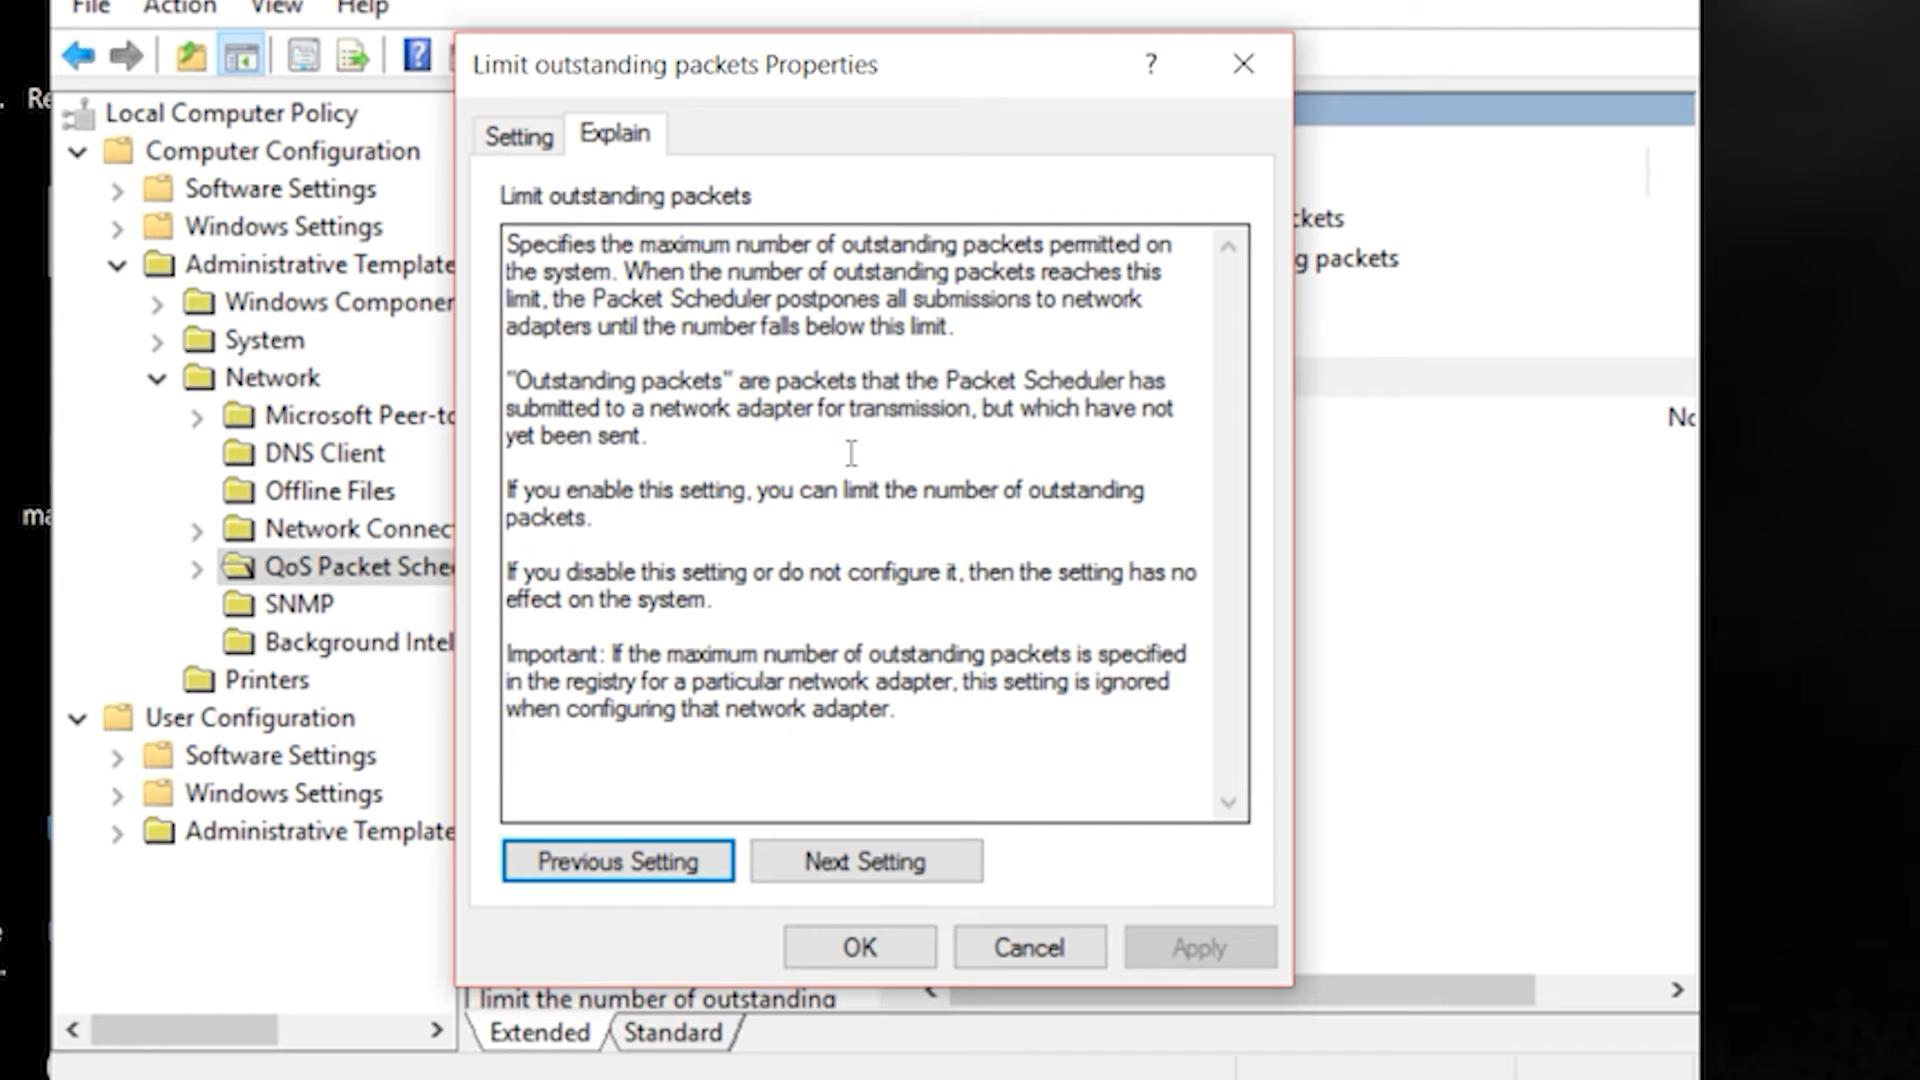 File Action View Help
Limit outstanding packets Properties
?
Local Computer Policy
Computer Configuration
Software Settings
Windows Settings
Administrative Template
Windows Componen
System
Network
Microsoft Peer-to
DNS Client
Offline Files
Network Connec
QoS Packet Sche
SNMP
Background Intel
Printers
User Configuration
Software Settings
Windows Settings
Administrative Template
Setting Explain
Limit outstanding packets
Specifies the maximum number of outstanding packets permitted on
the system. When the number of outstanding packets reaches this
limit, the Packet Scheduler postpones all submissions to network
adapters until the number falls below this limit.
"Outstanding packets" are packets that the Packet Scheduler has
submitted to a network adapter for transmission, but which have not
yet been sent.
If you enable this setting, you can limit the number of outstanding
packets.
If you disable this setting or do not configure it, then the setting has no
effect on the system.
Important: If the maximum number of outstanding packets is specified
in the registry for a particular network adapter, this setting is ignored
when configuring that network adapter.
Previous Setting Next Setting
OK Cancel Apply
ckets
g packets
limit the number of outstanding
Extended Standard